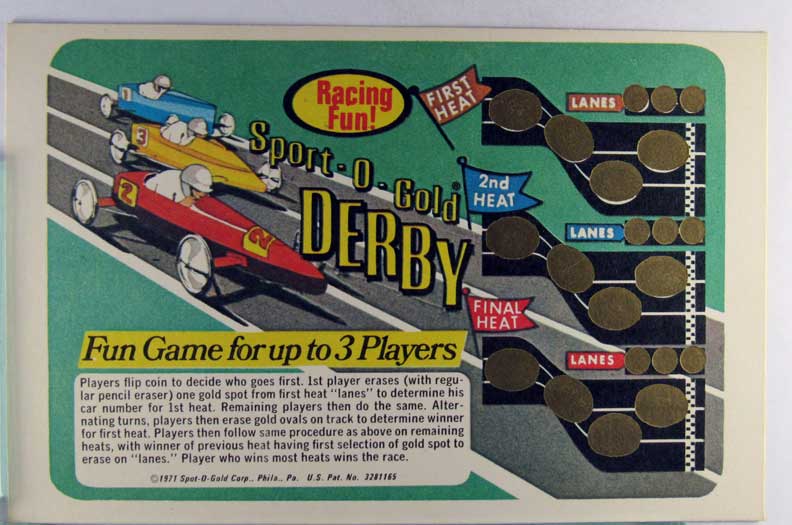 Racing
Fun!
Sport-O-Gold®
DERBY
1
3
2
2
FIRST
HEAT
LANES
2nd
HEAT
LANES
FINAL
HEAT
LANES
Fun Game for up to 3 Players
Players flip coin to decide who goes first. 1st player erases (with regu-
lar pencil eraser) one gold spot from first heat "lanes" to determine his
car number for 1st heat. Remaining players then do the same. Alter-
nating turns, players then erase gold ovals on track to determine winner
for first heat. Players then follow same procedure as above on remaining
heats, with winner of previous heat having first selection of gold spot to
erase on "lanes." Player who wins most heats wins the race.
©1971 Spot-O-Gold Corp., Phila., Pa. U.S. Pat. No. 3281165